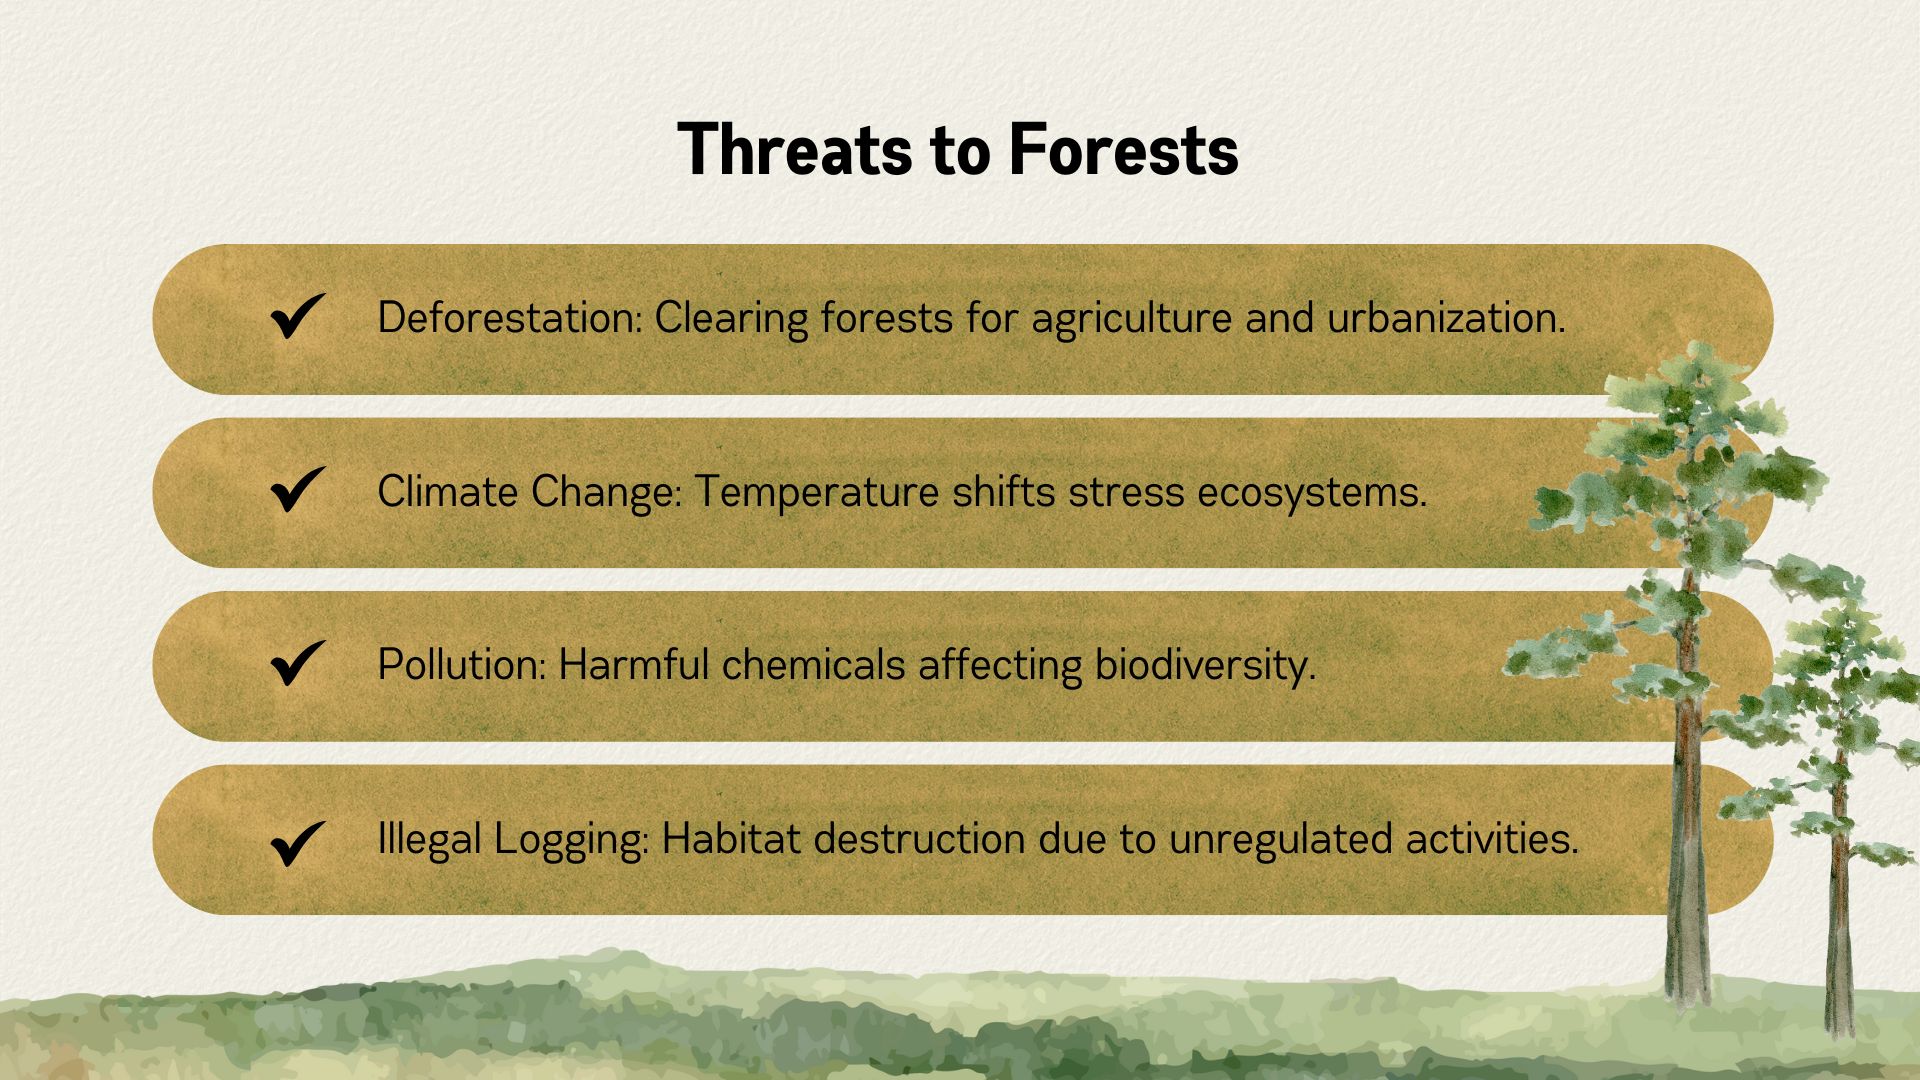 Threats to Forests
✔ Deforestation: Clearing forests for agriculture and urbanization.
✔ Climate Change: Temperature shifts stress ecosystems.
✔ Pollution: Harmful chemicals affecting biodiversity.
✔ Illegal Logging: Habitat destruction due to unregulated activities.